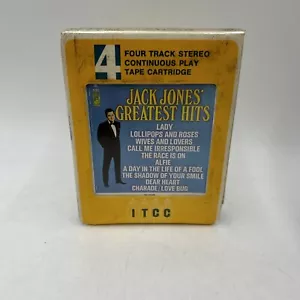 4
FOUR TRACK STEREO
CONTINUOUS PLAY
TAPE CARTRIDGE
JACK JONES'
GREATEST HITS
LADY
LOLLIPOPS AND ROSES
WIVES AND LOVERS
CALL ME IRRESPONSIBLE
THE RACE IS ON
ALFIE
A DAY IN THE LIFE OF A FOOL
THE SHADOW OF YOUR SMILE
DEAR HEART
CHARADE/LOVE BUG
ITCC